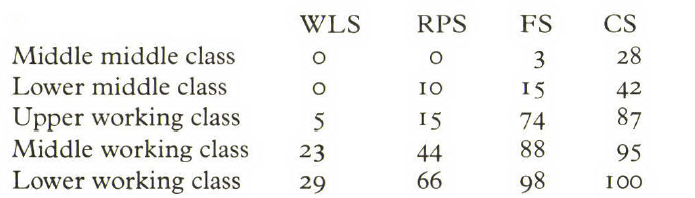 WLS RPS FS CS
Middle middle class 0 0 3 28
Lower middle class 0 10 15 42
Upper working class 5 15 74 87
Middle working class 23 44 88 95
Lower working class 29 66 98 100